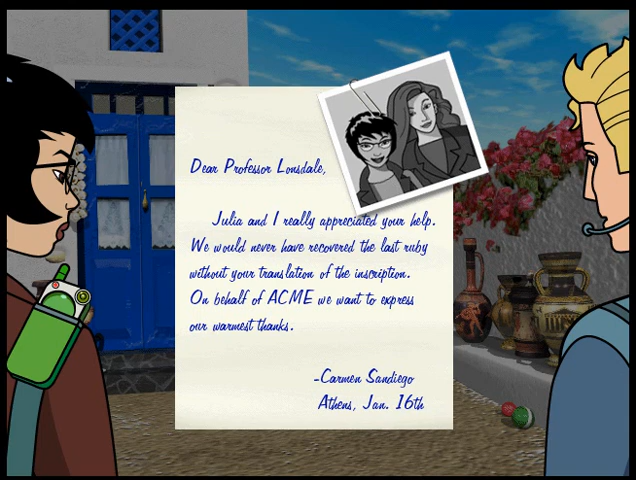 Dear Professor Lonsdale,
Julia and I really appreciated your help.
We would never have recovered the last ruby
without your translation of the inscription.
On behalf of ACME we want to express
our warmest thanks.
-Carmen Sandiego
Athens, Jan. 16th